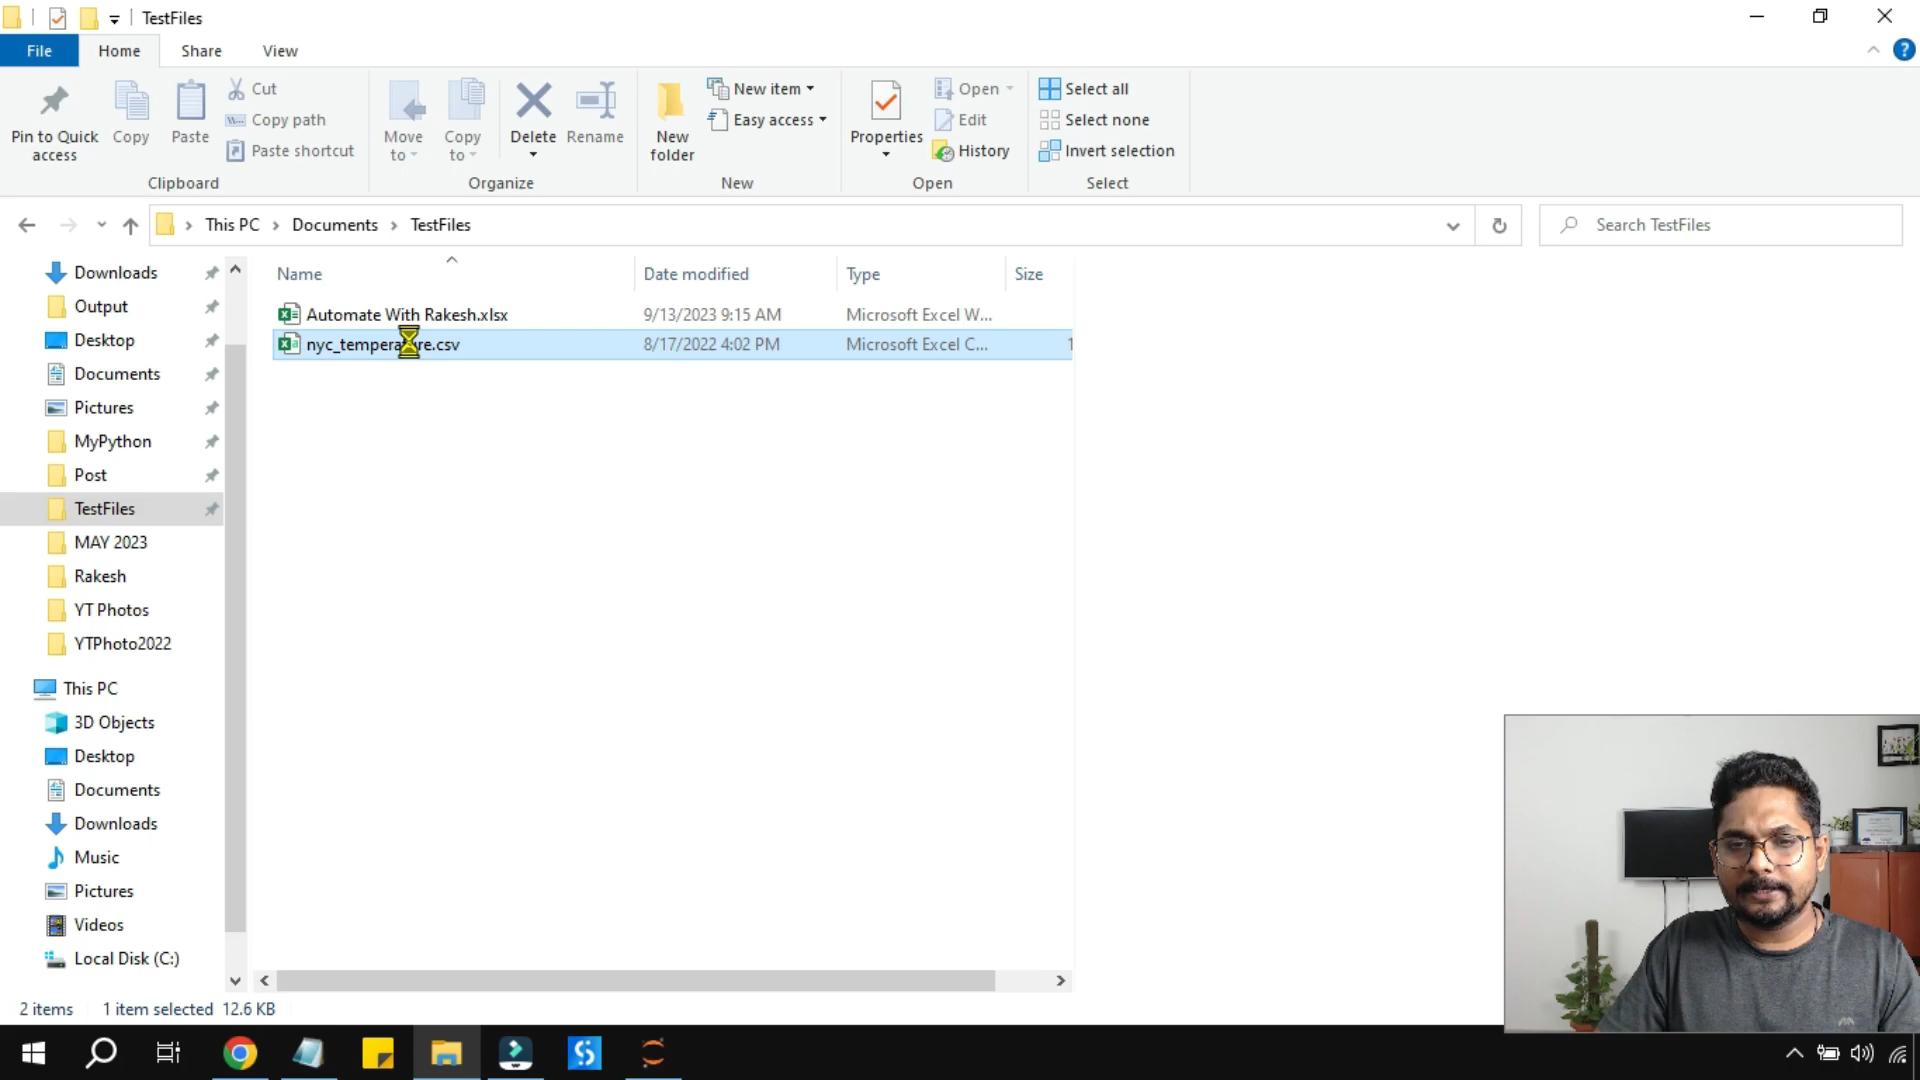 TestFiles
File Home Share View
Pin to Quick access
Copy
Paste
Cut
Copy path
Paste shortcut
Clipboard
Move to
Copy to
Delete
Rename
Organize
New folder
New item
Easy access
New
Properties
Open
Edit
History
Open
Select all
Select none
Invert selection
Select
This PC > Documents > TestFiles
Search TestFiles
Downloads
Output
Desktop
Documents
Pictures
MyPython
Post
TestFiles
MAY 2023
Rakesh
YT Photos
YTPhoto2022
This PC
3D Objects
Desktop
Documents
Downloads
Music
Pictures
Videos
Local Disk (C:)
Name Date modified Type Size
Automate With Rakesh.xlsx 9/13/2023 9:15 AM Microsoft Excel W...
nyc_temperature.csv 8/17/2022 4:02 PM Microsoft Excel C... 1
2 items 1 item selected 12.6 KB